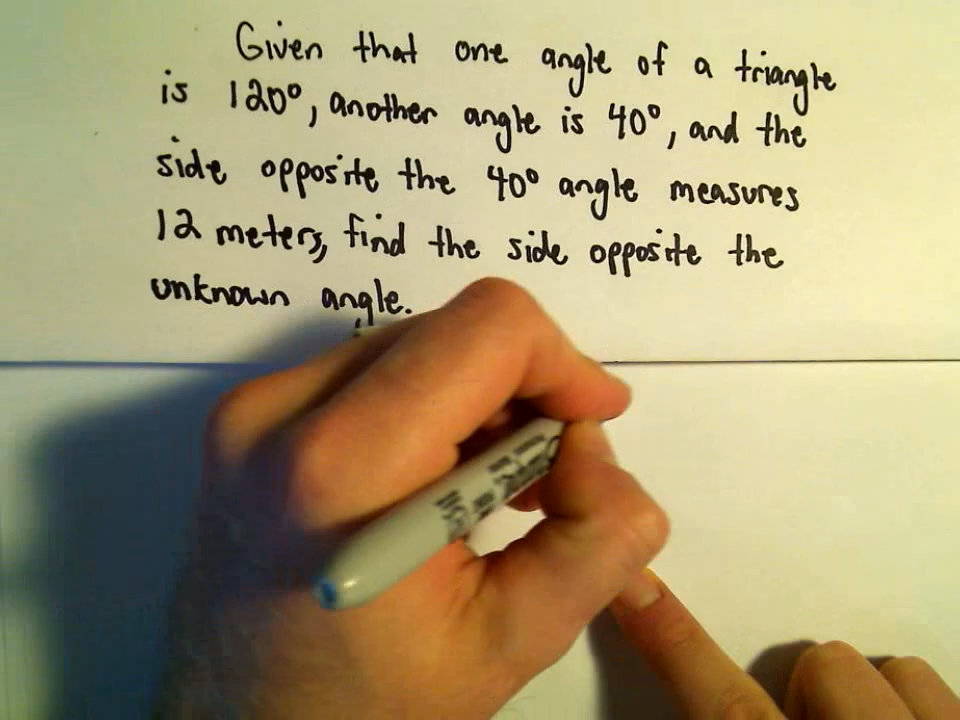 Given that one angle of a triangle
is 120°, another angle is 40°, and the
side opposite the 40° angle measures
12 meters, find the side opposite the
unknown angle.